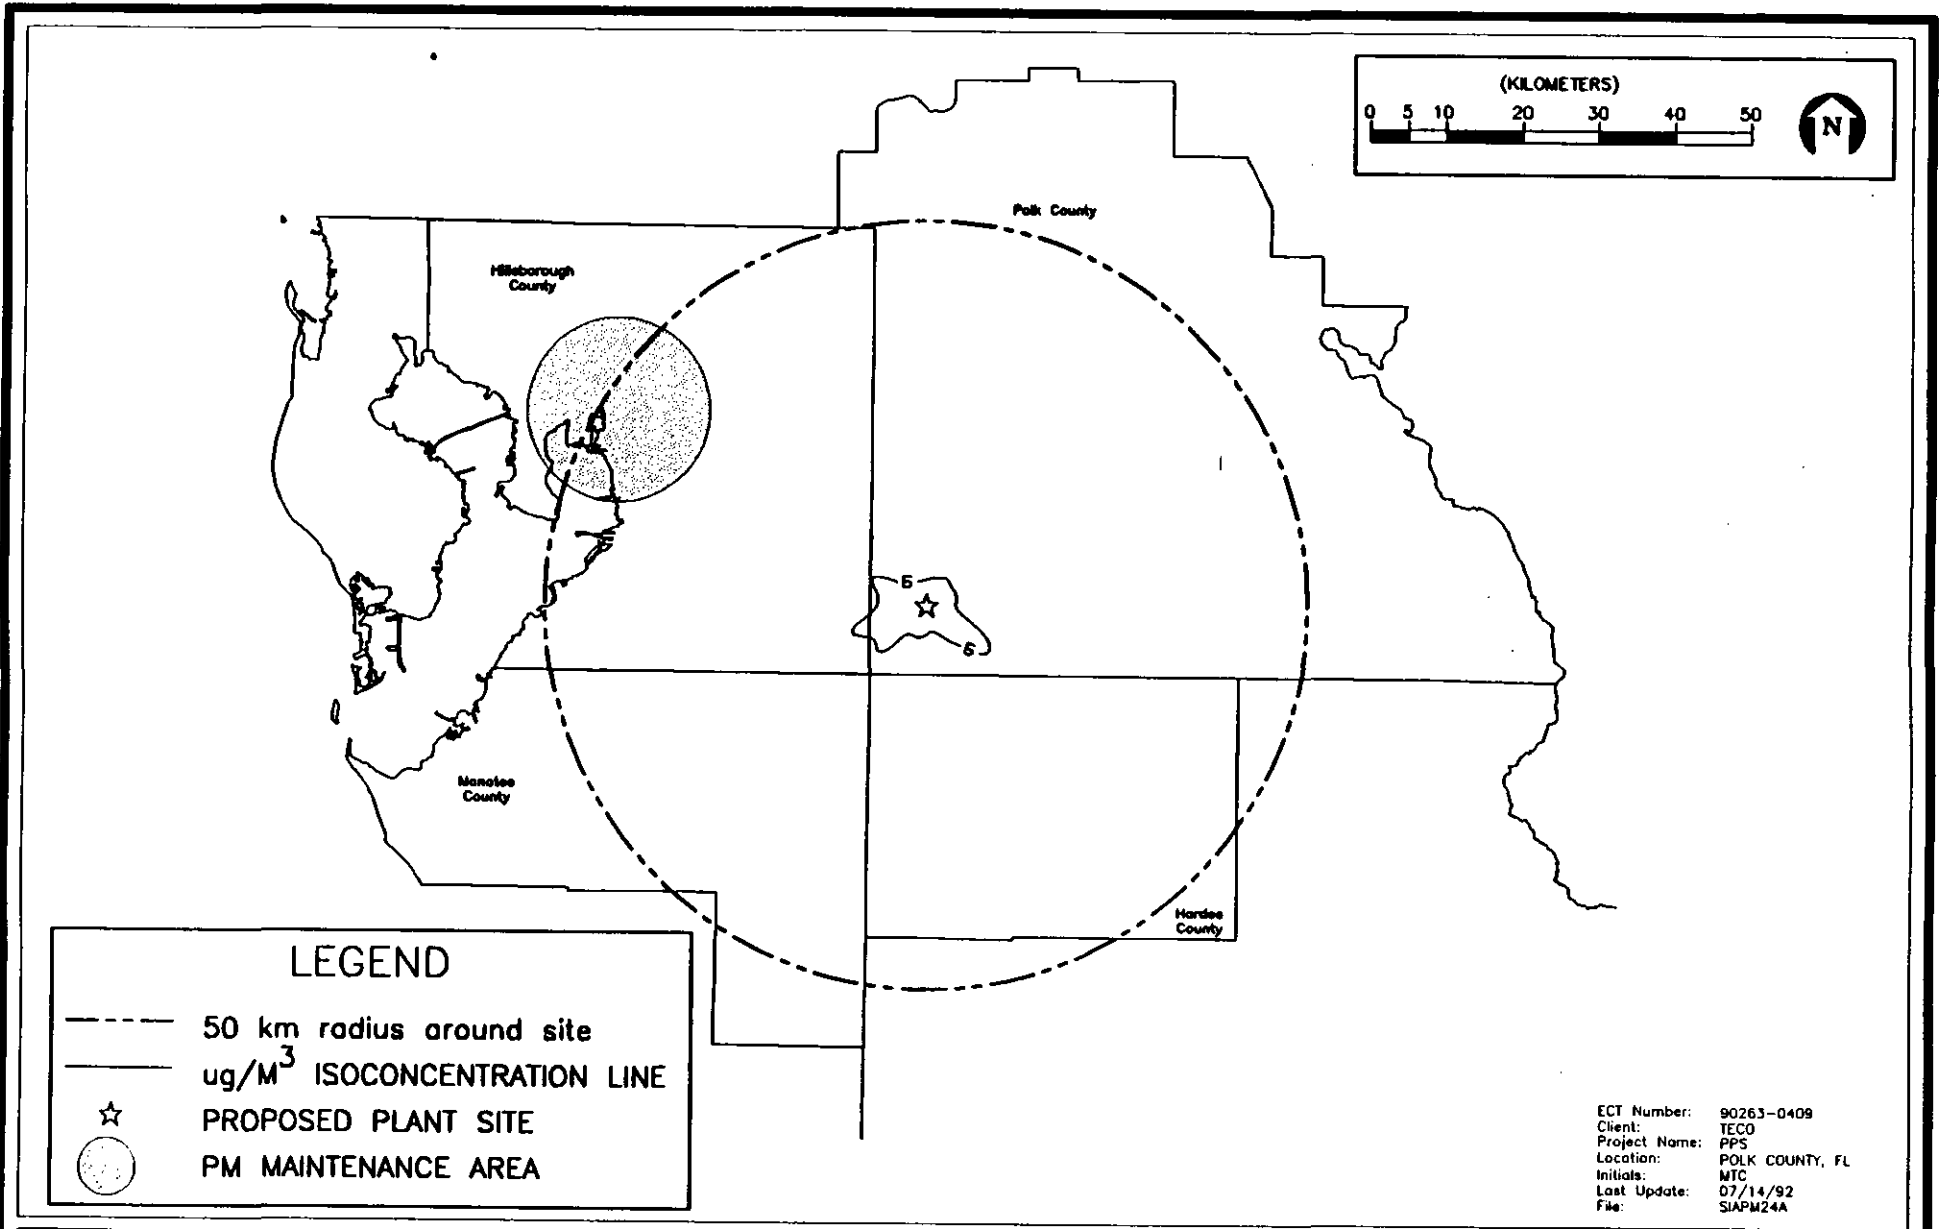 (KILOMETERS)
0 5 10 20 30 40 50
N
Polk County
Hillsborough
County
5
5
Manatee
County
Hardee
County
LEGEND
50 km radius around site
ug/M³ ISOCONCENTRATION LINE
PROPOSED PLANT SITE
PM MAINTENANCE AREA
ECT Number: 90263-0409
Client: TECO
Project Name: PPS
Location: POLK COUNTY, FL
Initials: MTC
Last Update: 07/14/92
File: SIAPM24A